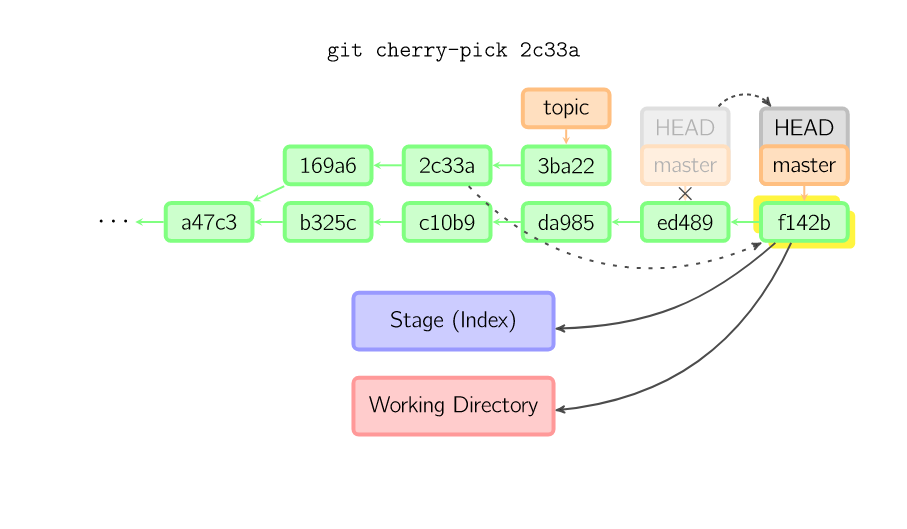 git cherry-pick 2c33a
topic
HEAD
HEAD
master
master
169a6
2c33a
3ba22
...
a47c3
b325c
c10b9
da985
ed489
f142b
Stage (Index)
Working Directory